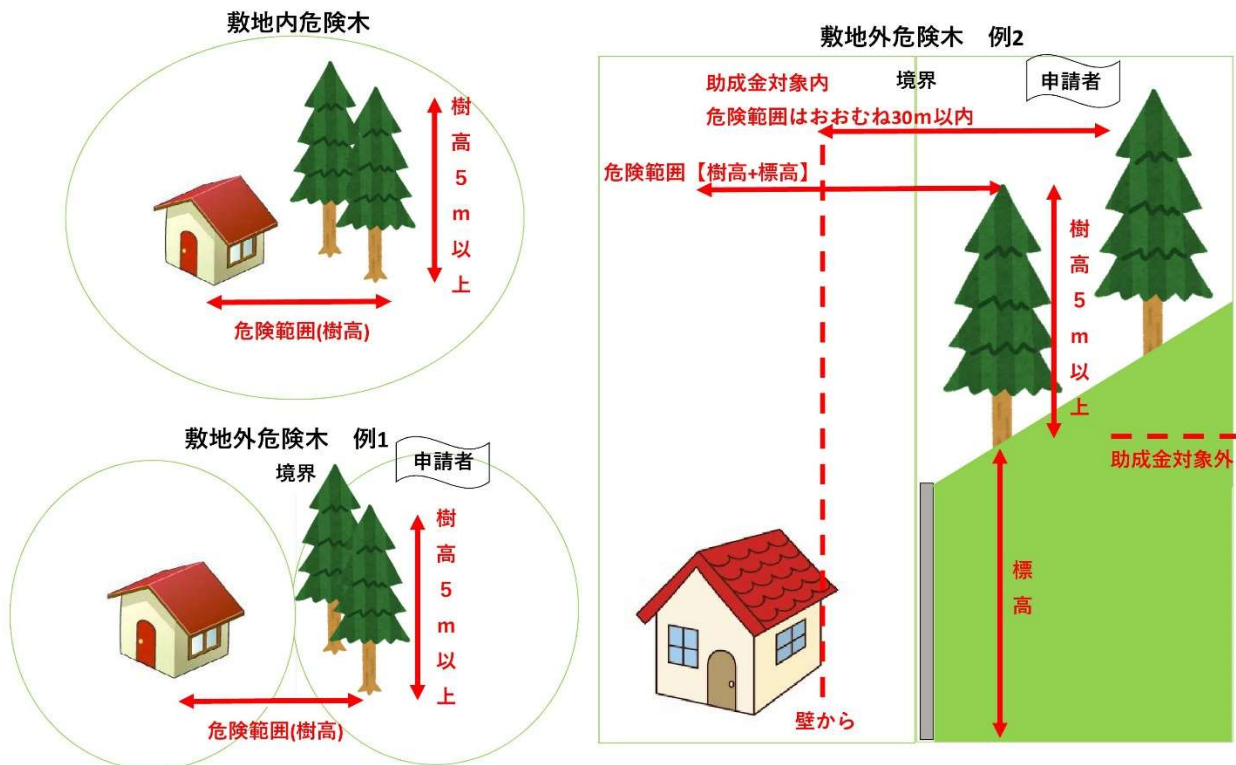 敷地内危険木
樹高5m以上
危険範囲(樹高)
敷地外危険木 例1
境界
申請者
樹高5m以上
危険範囲(樹高)
敷地外危険木 例2
助成金対象内
境界
申請者
危険範囲はおおむね30m以内
危険範囲【樹高+標高】
樹高5m以上
助成金対象外
標高
壁から